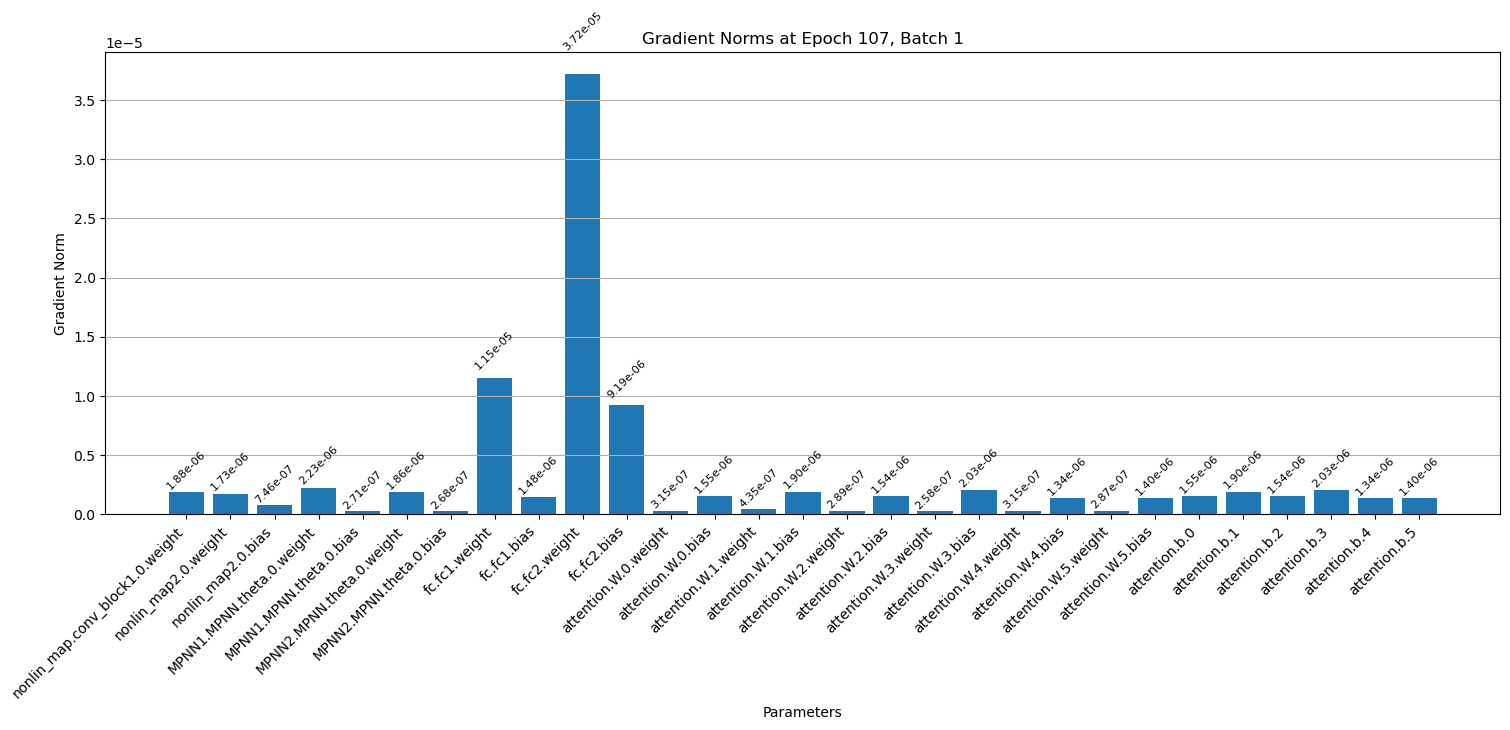 Gradient Norms at Epoch 107, Batch 1
1e−5
Gradient Norm
3.5
3.0
2.5
2.0
1.5
1.0
0.5
0.0
1.88e-06
1.73e-06
7.46e-07
2.23e-06
2.71e-07
1.86e-06
2.68e-07
1.15e-05
1.48e-06
3.72e-05
9.19e-06
3.15e-07
1.55e-06
4.35e-07
1.90e-06
2.89e-07
1.54e-06
2.58e-07
2.03e-06
3.15e-07
1.34e-06
2.87e-07
1.40e-06
1.55e-06
1.90e-06
1.54e-06
2.03e-06
1.34e-06
1.40e-06
nonlin_map.conv_block1.0.weight
nonlin_map2.0.weight
nonlin_map2.0.bias
MPNN1.MPNN.theta.0.weight
MPNN1.MPNN.theta.0.bias
MPNN2.MPNN.theta.0.weight
MPNN2.MPNN.theta.0.bias
fc.fc1.weight
fc.fc1.bias
fc.fc2.weight
fc.fc2.bias
attention.W.0.weight
attention.W.0.bias
attention.W.1.weight
attention.W.1.bias
attention.W.2.weight
attention.W.2.bias
attention.W.3.weight
attention.W.3.bias
attention.W.4.weight
attention.W.4.bias
attention.W.5.weight
attention.W.5.bias
attention.b.0
attention.b.1
attention.b.2
attention.b.3
attention.b.4
attention.b.5
Parameters